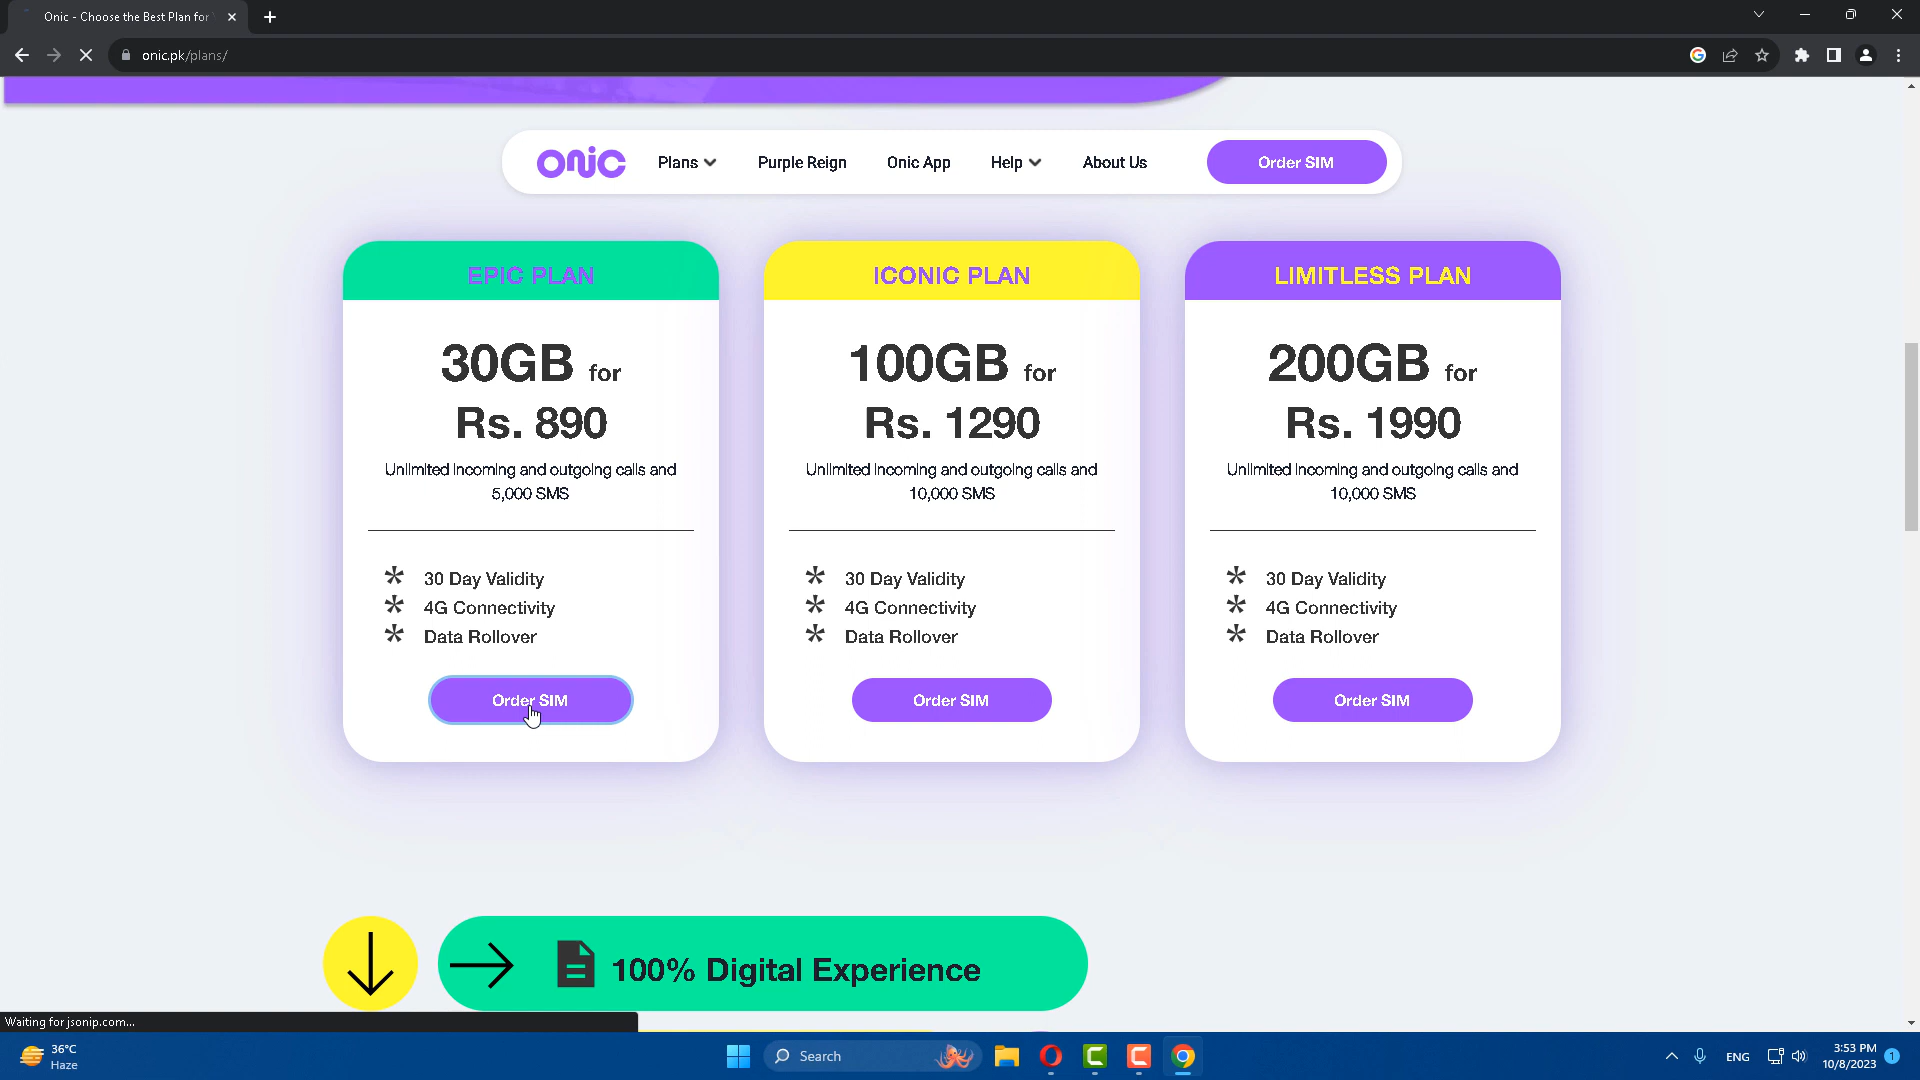 Onic - Choose the Best Plan for
onic.pk/plans/
onic
Plans
Purple Reign
Onic App
Help
About Us
Order SIM
EPIC PLAN
30GB for
Rs. 890
Unlimited incoming and outgoing calls and
5,000 SMS
30 Day Validity
4G Connectivity
Data Rollover
Order SIM
ICONIC PLAN
100GB for
Rs. 1290
Unlimited incoming and outgoing calls and
10,000 SMS
30 Day Validity
4G Connectivity
Data Rollover
Order SIM
LIMITLESS PLAN
200GB for
Rs. 1990
Unlimited incoming and outgoing calls and
10,000 SMS
30 Day Validity
4G Connectivity
Data Rollover
Order SIM
100% Digital Experience
Waiting for jsonip.com...
36°C
Haze
Search
ENG
3:53 PM
10/8/2023
1